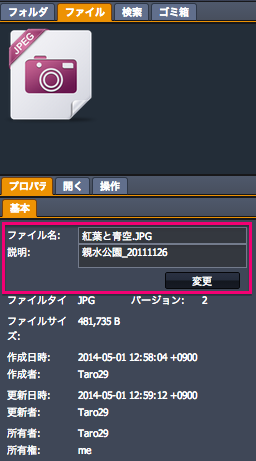 フォルダ ファイル 検索 ゴミ箱
JPEG
プロパテ 開く 操作
基本
ファイル名: 紅葉と青空.JPG
説明: 親水公園_20111126
変更
ファイルタイ JPG バージョン: 2
ファイルサイ 481,735 B
ズ:
作成日時: 2014-05-01 12:58:04 +0900
作成者: Taro29
更新日時: 2014-05-01 12:59:12 +0900
更新者: Taro29
所有者: Taro29
所有権: me